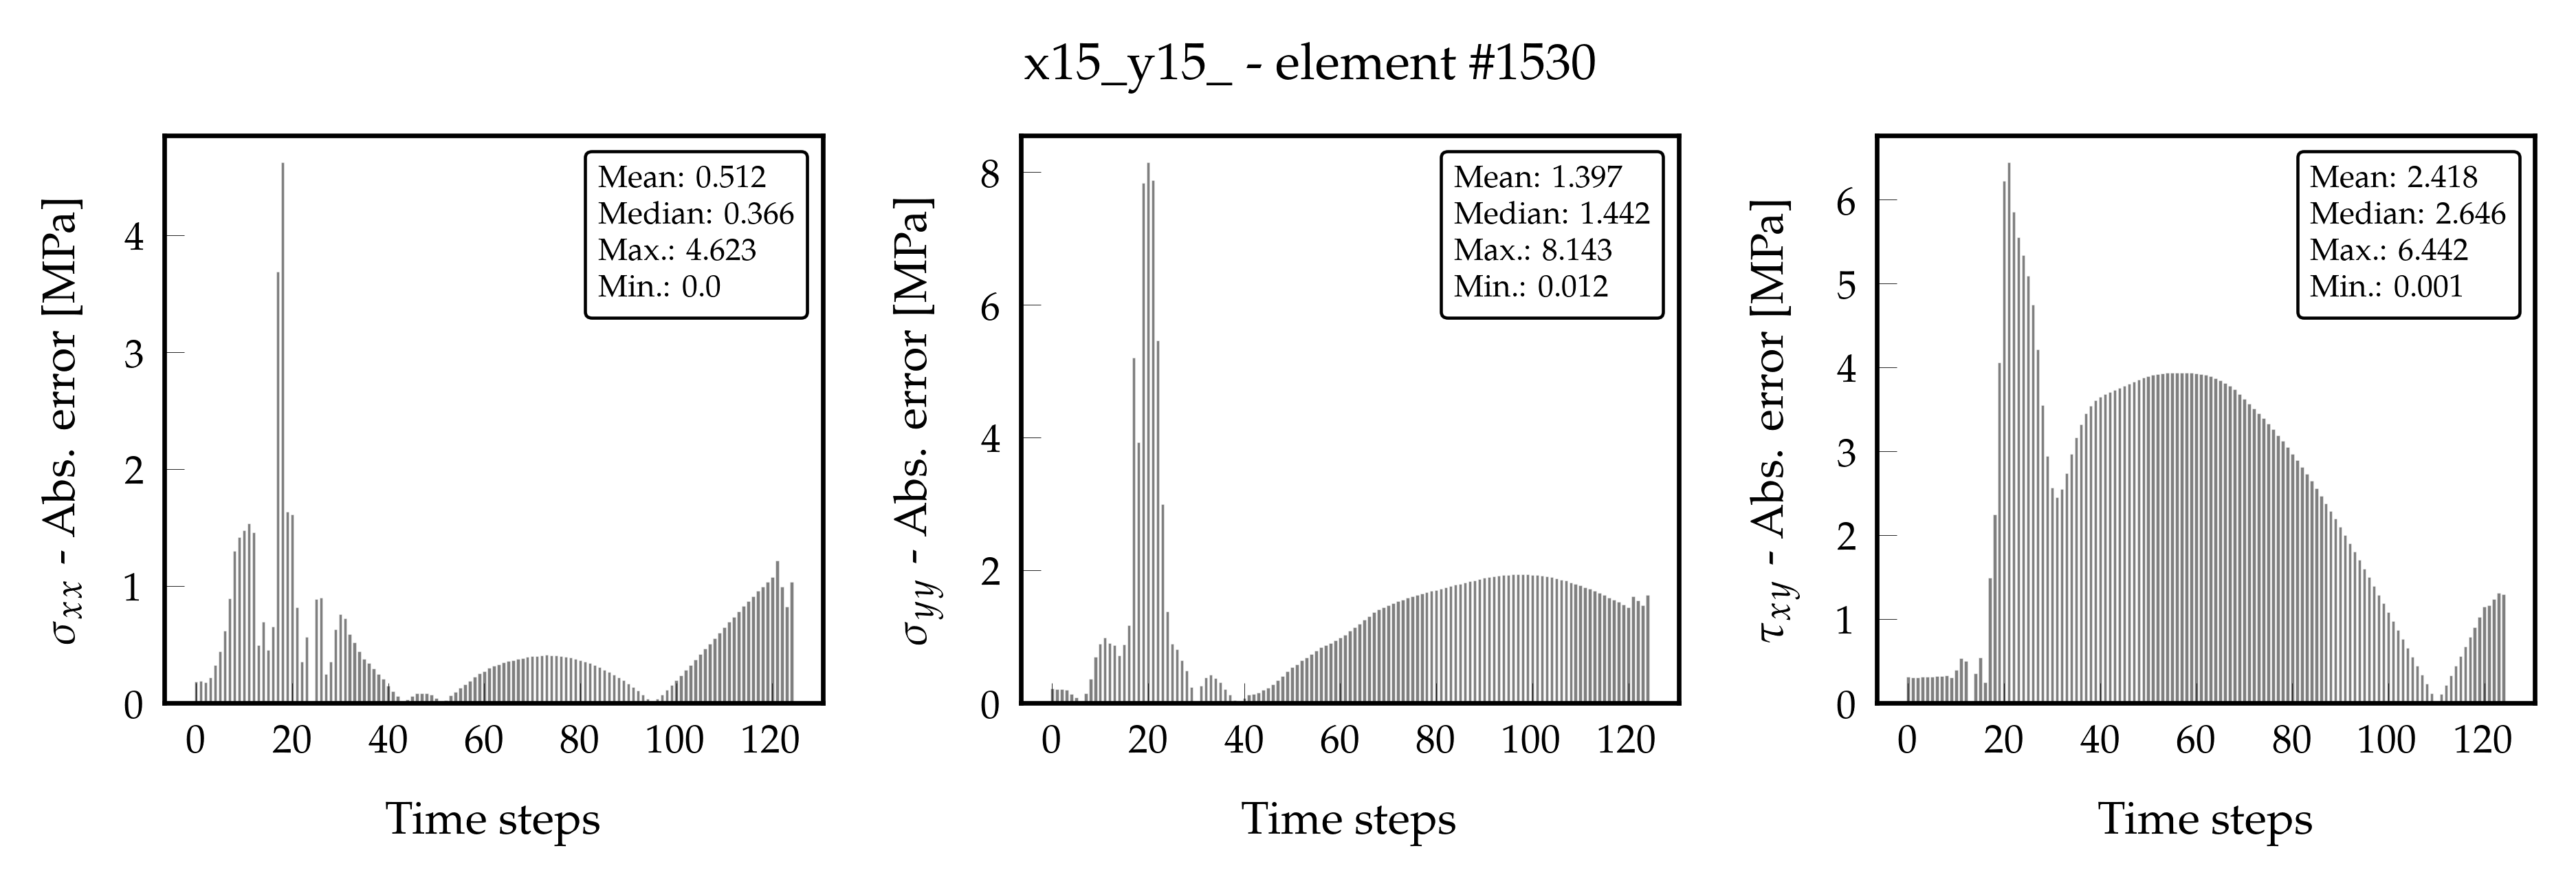 x15_y15_ - element #1530
σxx - Abs. error [MPa]
4
3
2
1
0
0 20 40 60 80 100 120
Time steps
Mean: 0.512
Median: 0.366
Max.: 4.623
Min.: 0.0
σyy - Abs. error [MPa]
8
6
4
2
0
0 20 40 60 80 100 120
Time steps
Mean: 1.397
Median: 1.442
Max.: 8.143
Min.: 0.012
τxy - Abs. error [MPa]
6
5
4
3
2
1
0
0 20 40 60 80 100 120
Time steps
Mean: 2.418
Median: 2.646
Max.: 6.442
Min.: 0.001